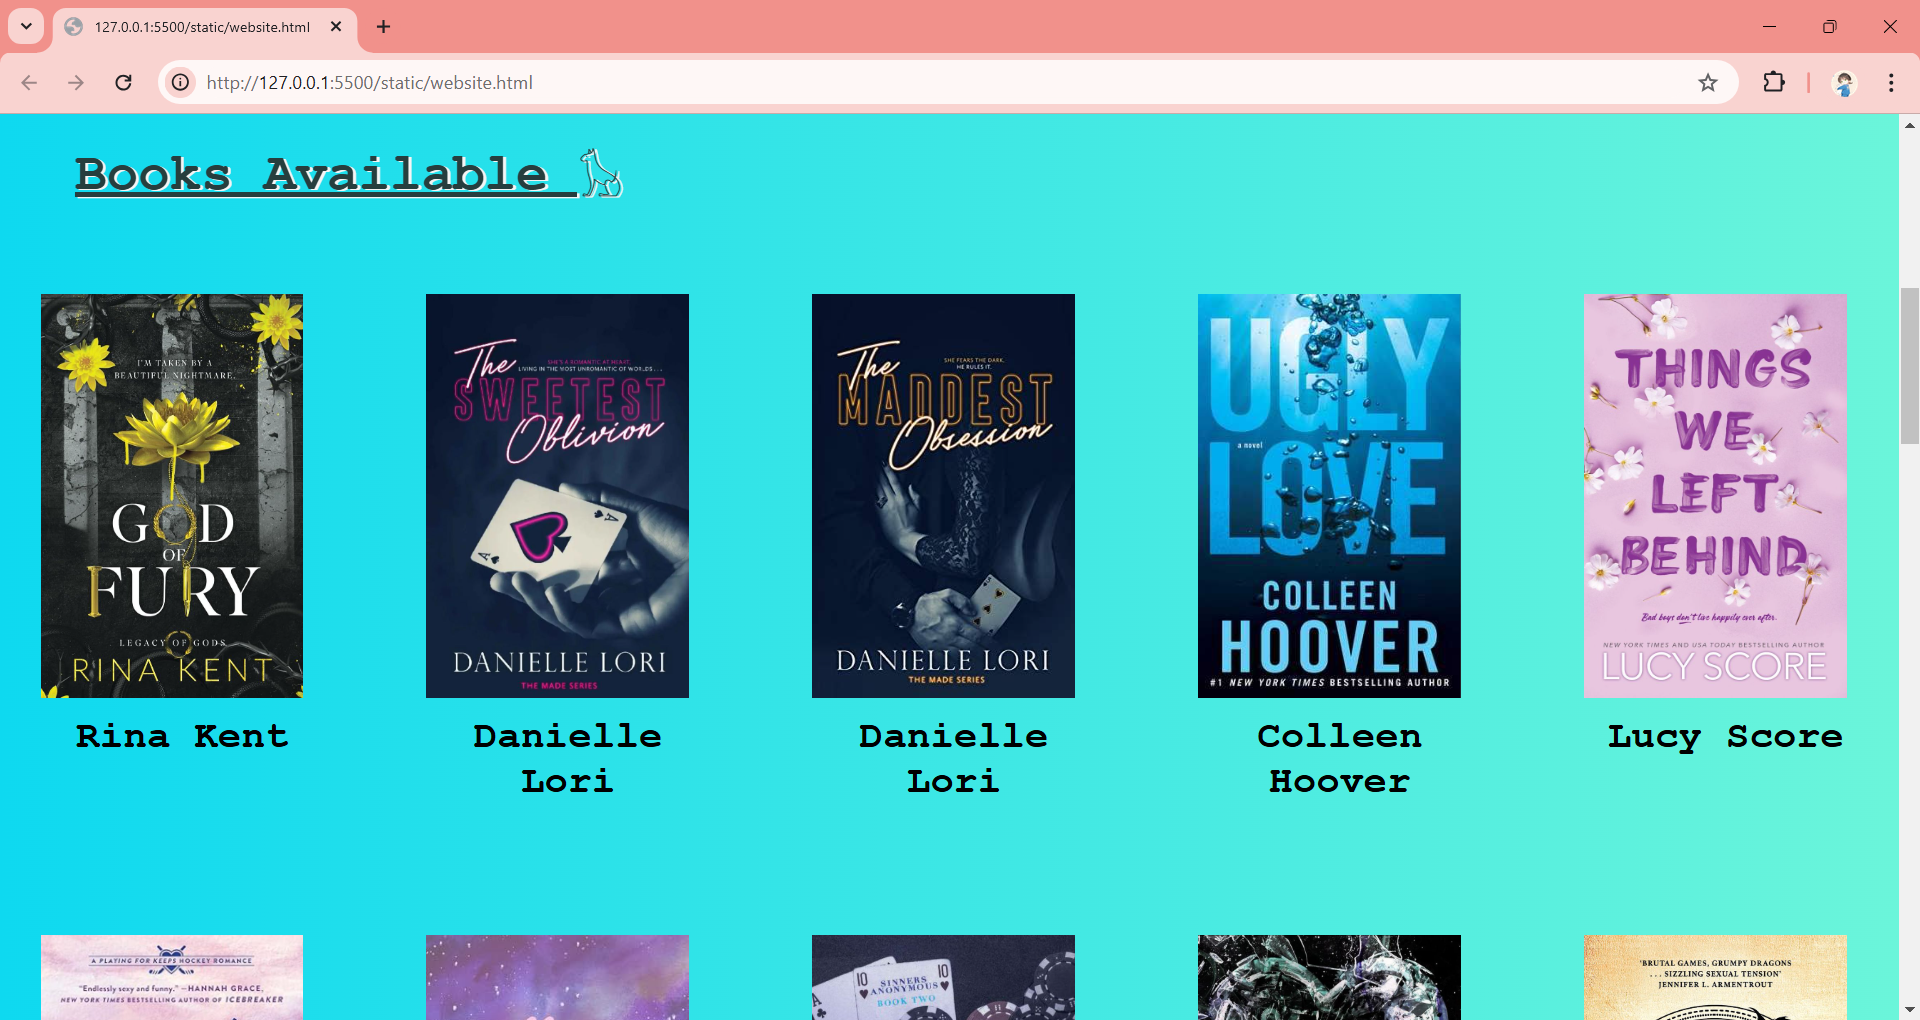 127.0.0.1:5500/static/website.html
http://127.0.0.1:5500/static/website.html
Books Available
I'M TAKEN BY A
BEAUTIFUL NIGHTMARE.
GOD
OF
FURY
LEGACY OF GODS
RINA KENT
The
SHE'S A ROMANTIC AT HEART,
LIVING IN THE MOST UNROMANTIC OF WORLDS . . .
SWEETEST
Oblivion
A
A
DANIELLE LORI
THE MADE SERIES
The
SHE FEARS THE DARK.
HE RULES IT.
MADDEST
Obsession
DANIELLE LORI
THE MADE SERIES
UGLY
a novel
LOVE
COLLEEN
HOOVER
#1 NEW YORK TIMES BESTSELLING AUTHOR
THINGS
WE
LEFT
BEHIND
Bad boys don't live happily ever after.
NEW YORK TIMES AND USA TODAY BESTSELLING AUTHOR
LUCY SCORE
Rina Kent
Danielle
Lori
Danielle
Lori
Colleen
Hoover
Lucy Score
A PLAYING FOR KEEPS HOCKEY ROMANCE
"Endlessly sexy and funny." —HANNAH GRACE,
NEW YORK TIMES BESTSELLING AUTHOR OF ICEBREAKER
A
10
10
SINNERS
ANONYMOUS
BOOK TWO
'BRUTAL GAMES, GRUMPY DRAGONS
. . . SIZZLING SEXUAL TENSION'
JENNIFER L. ARMENTROUT